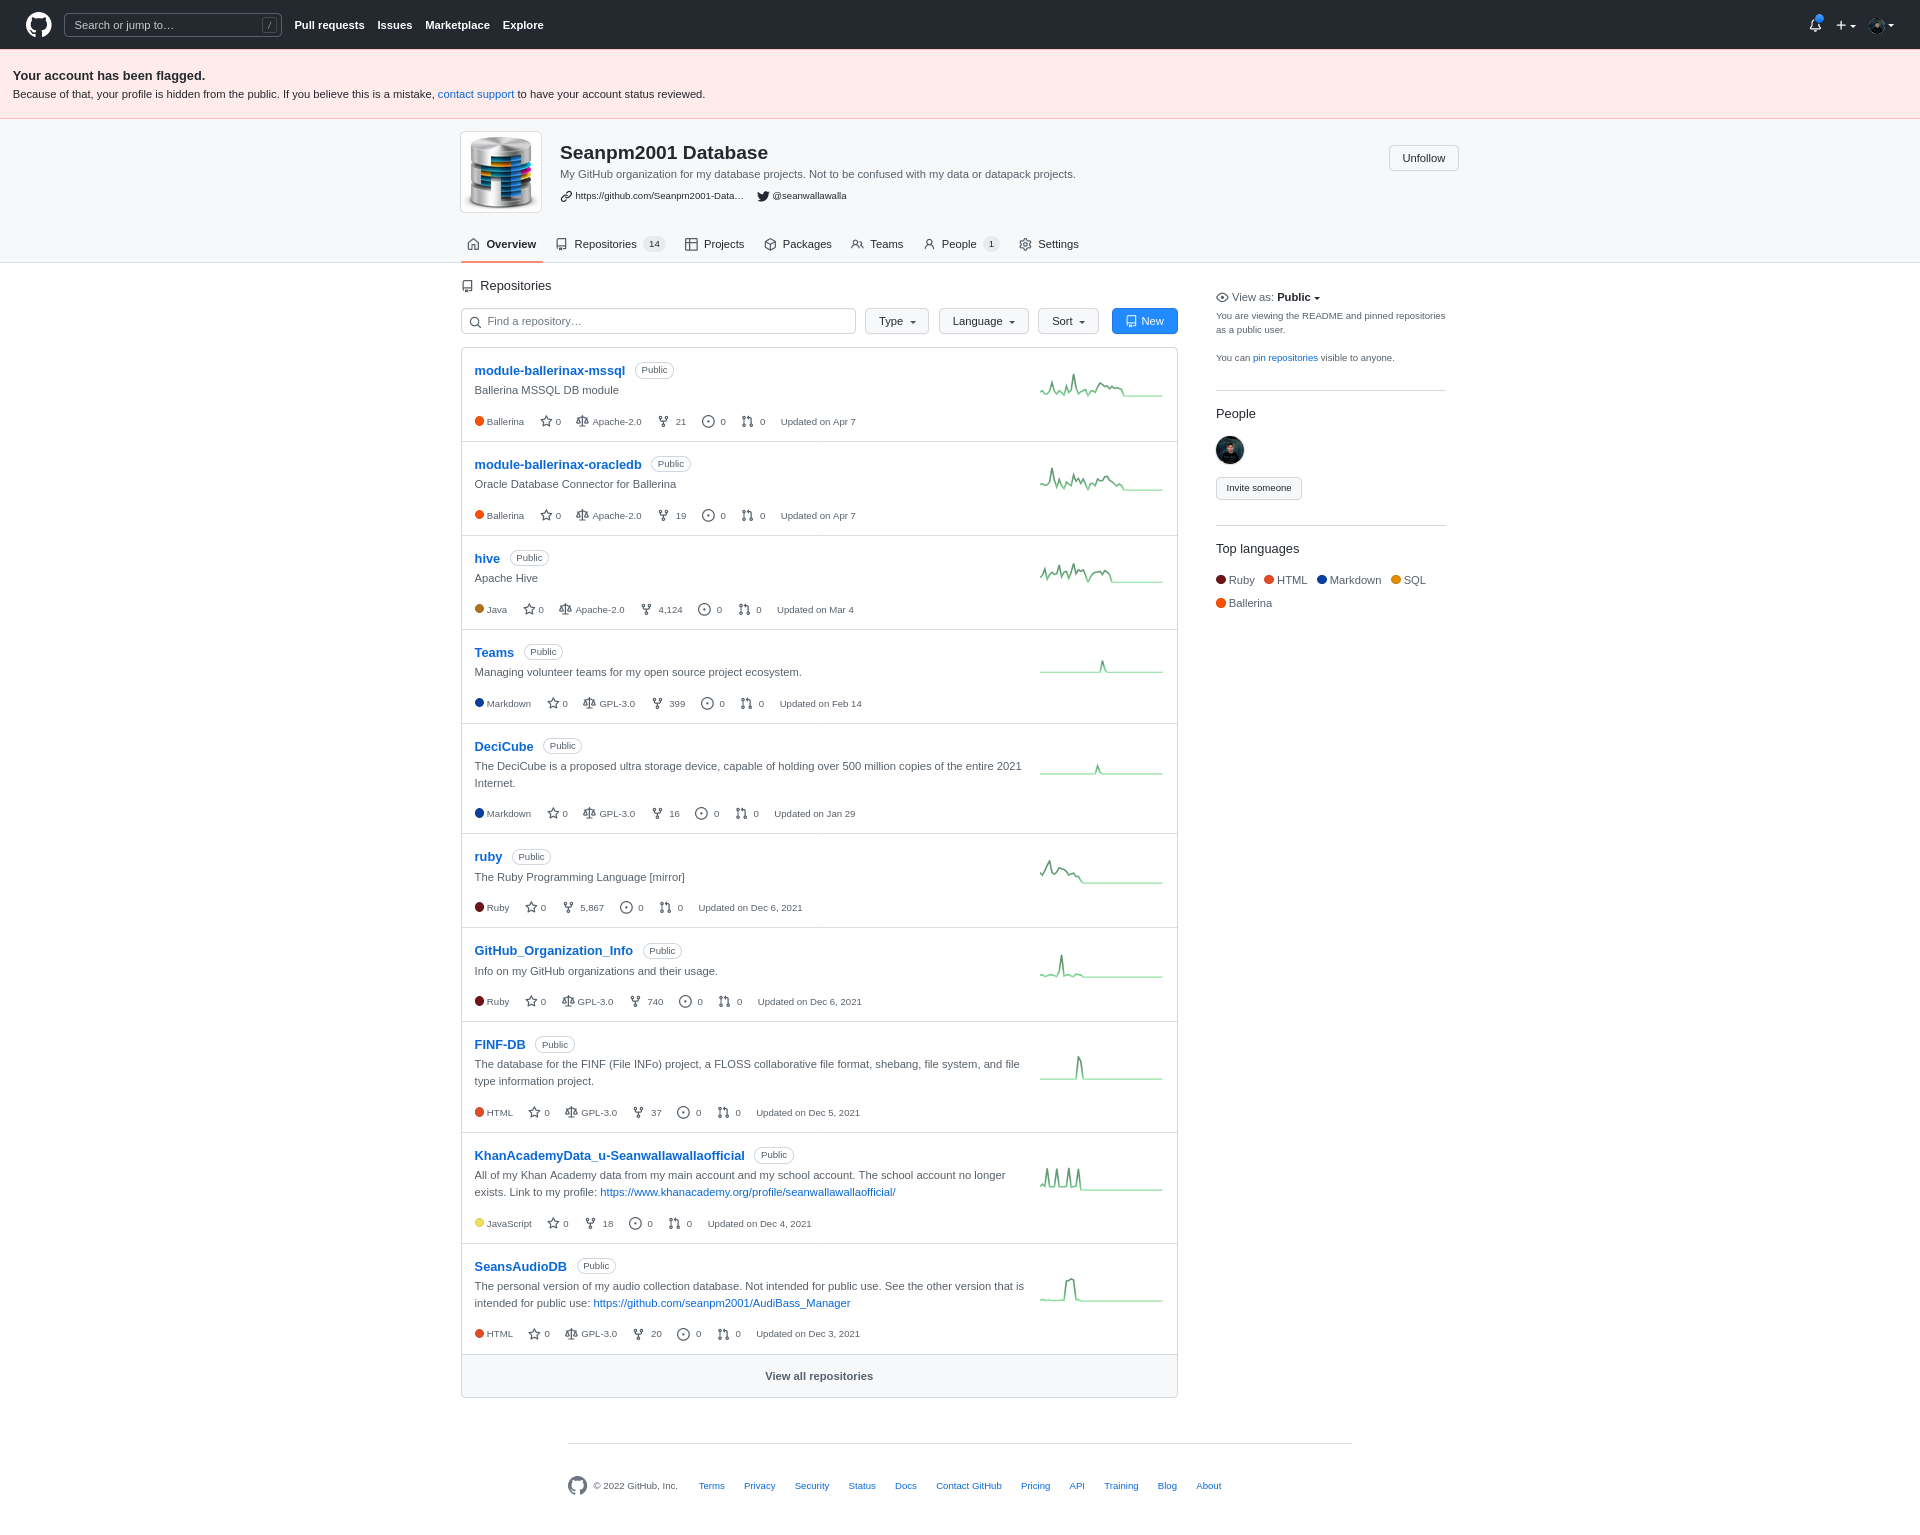 Search or jump to… /
Pull requests Issues Marketplace Explore
Your account has been flagged.
Because of that, your profile is hidden from the public. If you believe this is a mistake, contact support to have your account status reviewed.
Seanpm2001 Database
My GitHub organization for my database projects. Not to be confused with my data or datapack projects.
https://github.com/Seanpm2001-Data… @seanwallawalla
Unfollow
Overview Repositories 14 Projects Packages Teams People 1 Settings
Repositories
Find a repository… Type Language Sort New
module-ballerinax-mssql Public
Ballerina MSSQL DB module
Ballerina 0 Apache-2.0 21 0 0 Updated on Apr 7
module-ballerinax-oracledb Public
Oracle Database Connector for Ballerina
Ballerina 0 Apache-2.0 19 0 0 Updated on Apr 7
hive Public
Apache Hive
Java 0 Apache-2.0 4,124 0 0 Updated on Mar 4
Teams Public
Managing volunteer teams for my open source project ecosystem.
Markdown 0 GPL-3.0 399 0 0 Updated on Feb 14
DeciCube Public
The DeciCube is a proposed ultra storage device, capable of holding over 500 million copies of the entire 2021
Internet.
Markdown 0 GPL-3.0 16 0 0 Updated on Jan 29
ruby Public
The Ruby Programming Language [mirror]
Ruby 0 5,867 0 0 Updated on Dec 6, 2021
GitHub_Organization_Info Public
Info on my GitHub organizations and their usage.
Ruby 0 GPL-3.0 740 0 0 Updated on Dec 6, 2021
FINF-DB Public
The database for the FINF (File INFo) project, a FLOSS collaborative file format, shebang, file system, and file
type information project.
HTML 0 GPL-3.0 37 0 0 Updated on Dec 5, 2021
KhanAcademyData_u-Seanwallawallaofficial Public
All of my Khan Academy data from my main account and my school account. The school account no longer
exists. Link to my profile: https://www.khanacademy.org/profile/seanwallawallaofficial/
JavaScript 0 18 0 0 Updated on Dec 4, 2021
SeansAudioDB Public
The personal version of my audio collection database. Not intended for public use. See the other version that is
intended for public use: https://github.com/seanpm2001/AudiBass_Manager
HTML 0 GPL-3.0 20 0 0 Updated on Dec 3, 2021
View all repositories
View as: Public
You are viewing the README and pinned repositories
as a public user.
You can pin repositories visible to anyone.
People
Invite someone
Top languages
Ruby HTML Markdown SQL
Ballerina
© 2022 GitHub, Inc. Terms Privacy Security Status Docs Contact GitHub Pricing API Training Blog About